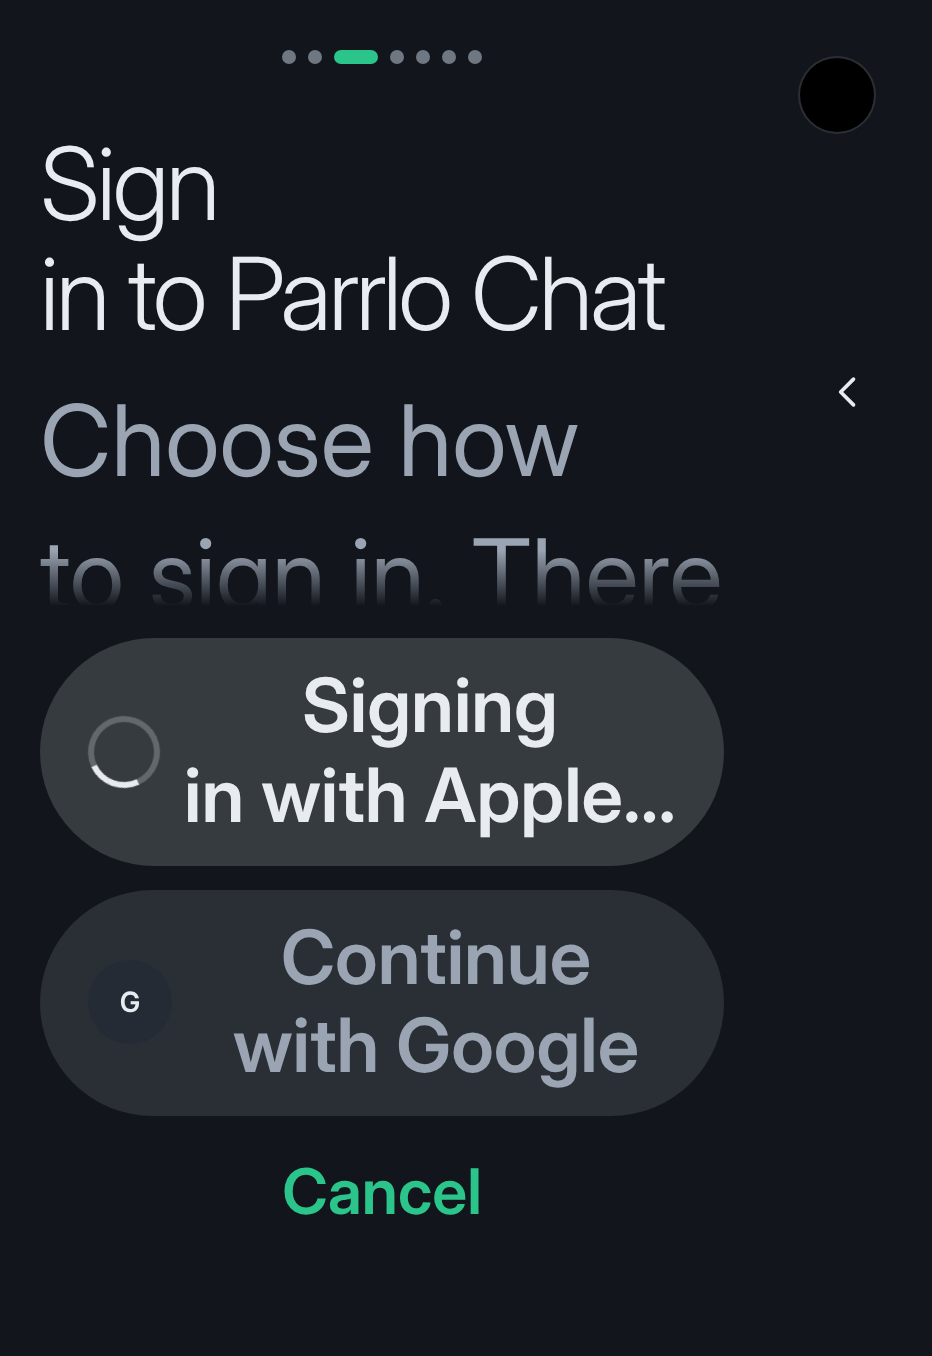 Sign
in to Parrlo Chat
Choose how
to sign in. There
Signing
in with Apple...
G
Continue
with Google
Cancel